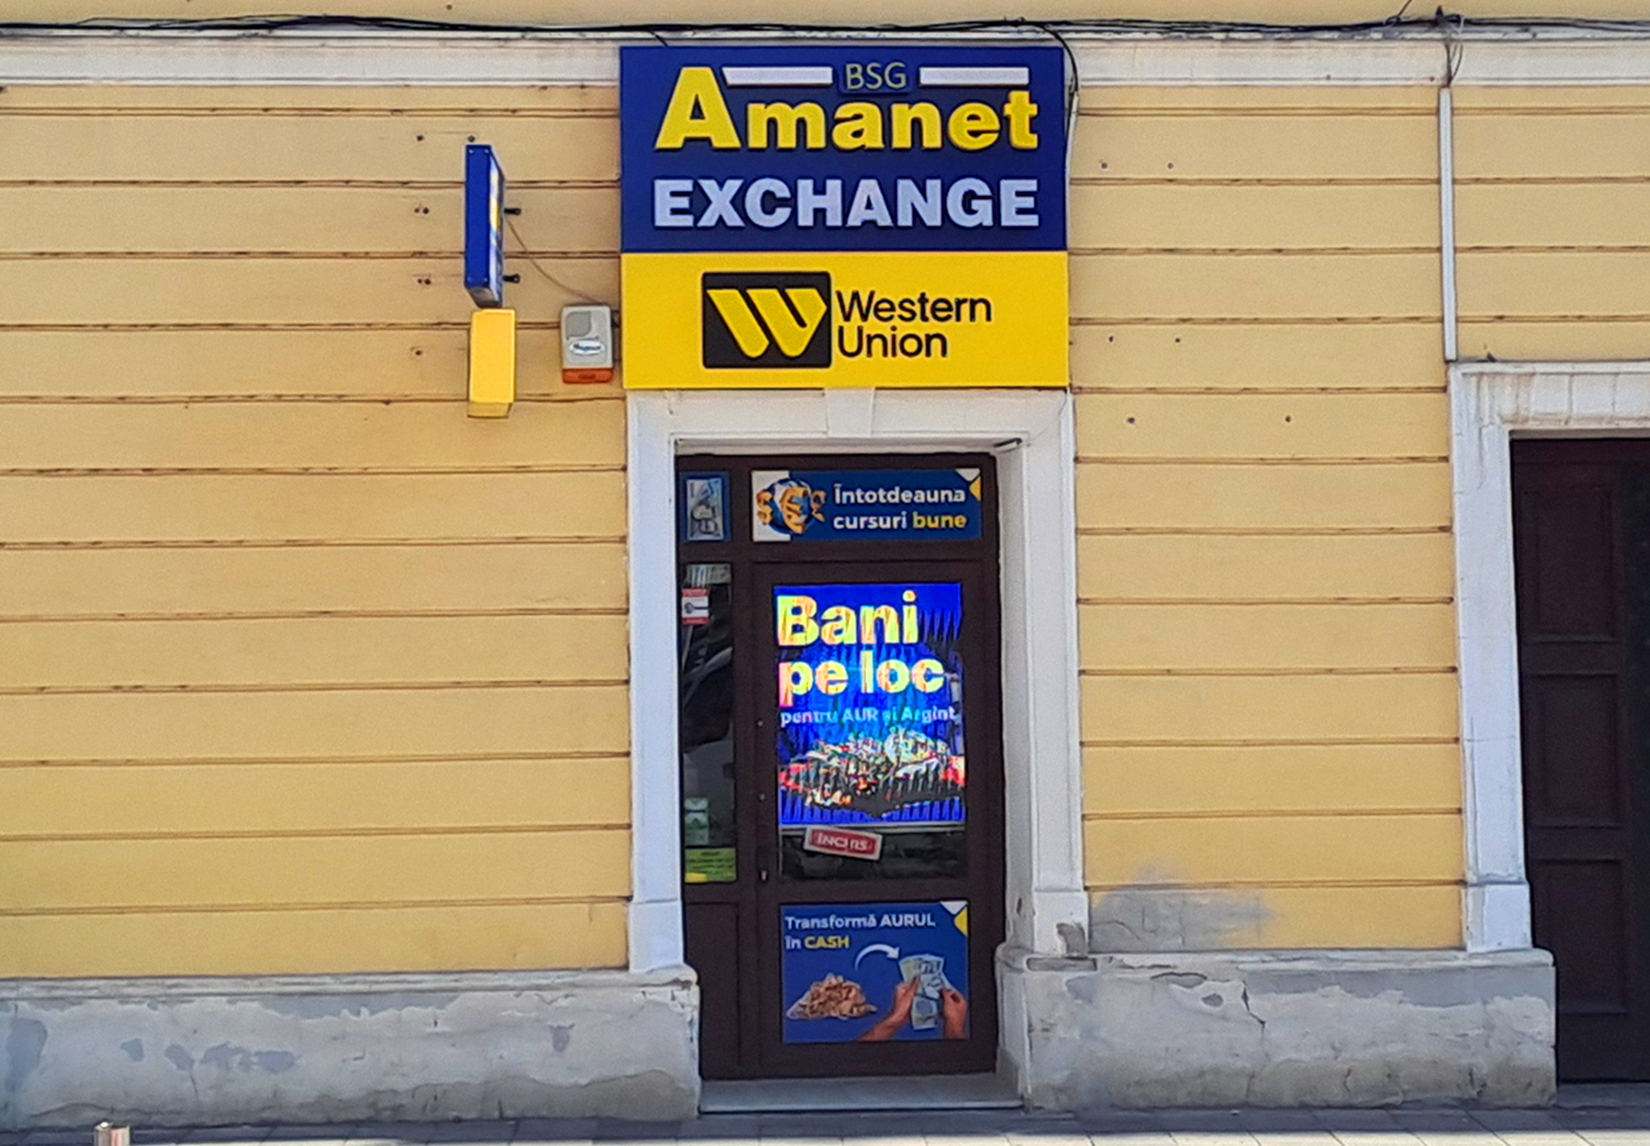 BSG
Amanet
EXCHANGE
Western
Union
Întotdeauna
cursuri bune
Bani
pe loc
pentru AUR și Argint
Transformă AURUL
în CASH